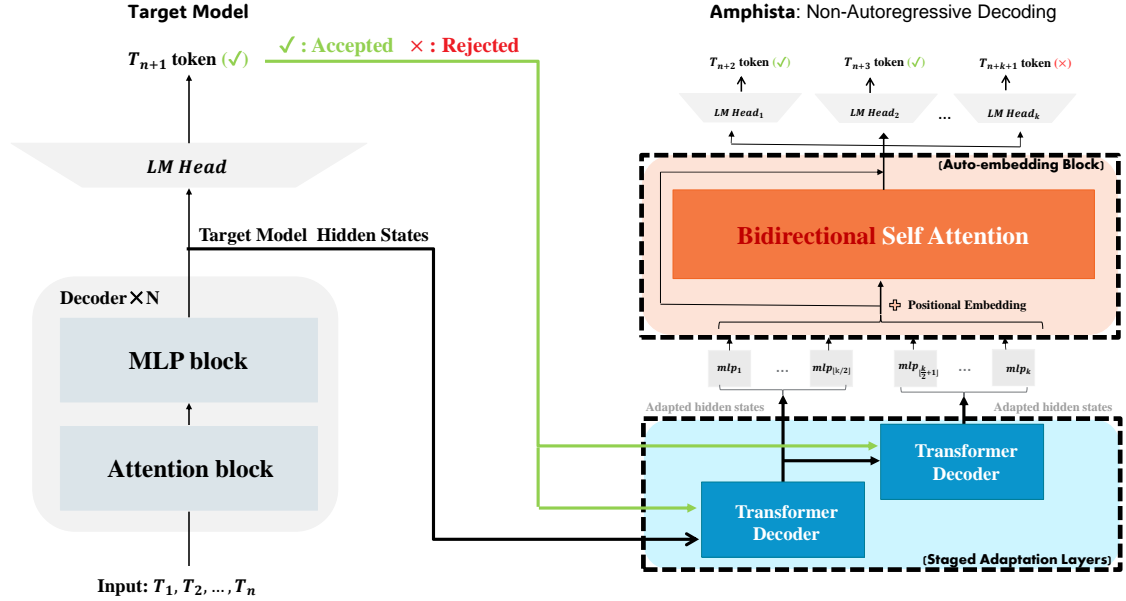 Target Model
Amphista: Non-Autoregressive Decoding
✓ : Accepted × : Rejected
T_{n+1} token (✓)
T_{n+2} token (✓)
T_{n+3} token (✓)
T_{n+k+1} token (×)
LM Head_1
LM Head_2
...
LM Head_k
LM Head
(Auto-embedding Block)
Bidirectional Self Attention
Target Model Hidden States
+ Positional Embedding
Decoder×N
MLP block
Attention block
Input: T_1, T_2, ..., T_n
mlp_1
...
mlp_{⌊k/2⌋}
mlp_{⌊k/2+1⌋}
...
mlp_k
Adapted hidden states
Adapted hidden states
Transformer
Decoder
Transformer
Decoder
(Staged Adaptation Layers)